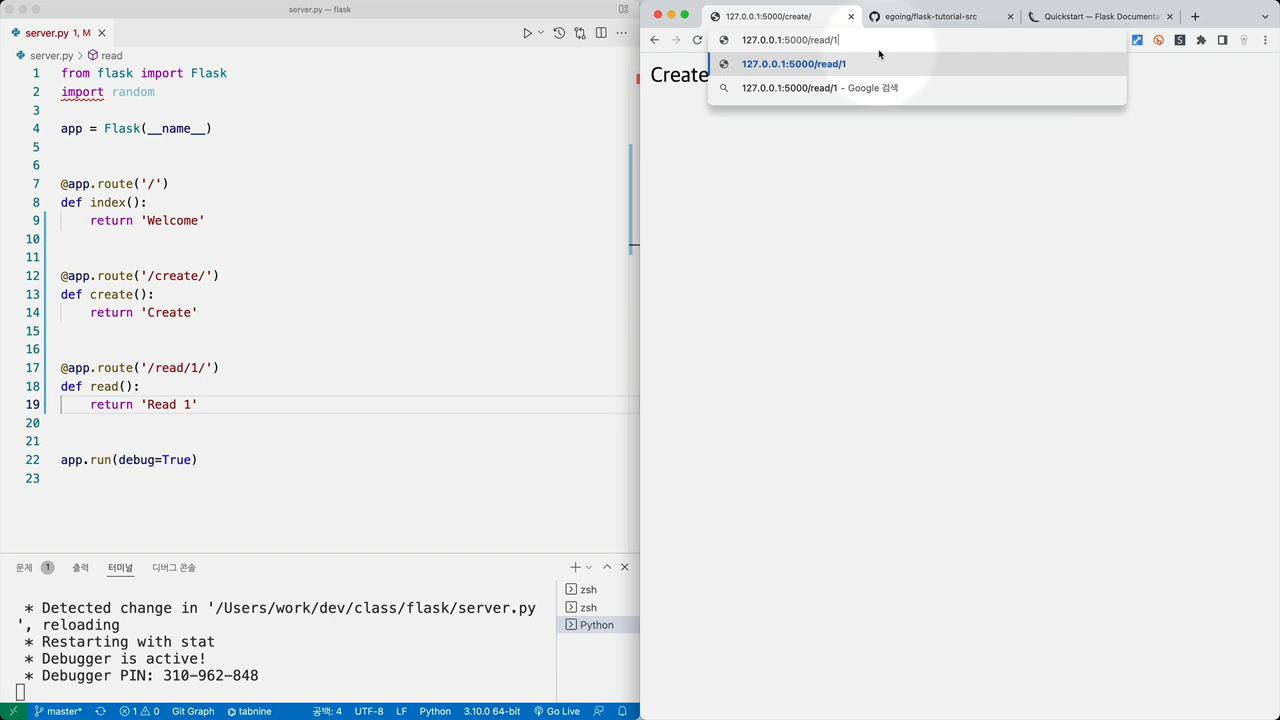 server.py — flask
server.py 1, M
server.py > read
1 from flask import Flask
2 import random
3
4 app = Flask(__name__)
5
6
7 @app.route('/')
8 def index():
9 return 'Welcome'
10
11
12 @app.route('/create/')
13 def create():
14 return 'Create'
15
16
17 @app.route('/read/1/')
18 def read():
19 return 'Read 1'
20
21
22 app.run(debug=True)
23
문제 1 출력 터미널 디버그 콘솔
* Detected change in '/Users/work/dev/class/flask/server.py
', reloading
* Restarting with stat
* Debugger is active!
* Debugger PIN: 310-962-848
zsh
zsh
Python
master* 1 0 Git Graph tabnine 공백: 4 UTF-8 LF Python 3.10.0 64-bit Go Live
127.0.0.1:5000/create/ egoing/flask-tutorial-src Quickstart — Flask Documenta
127.0.0.1:5000/read/1
127.0.0.1:5000/read/1
127.0.0.1:5000/read/1 - Google 검색
Create